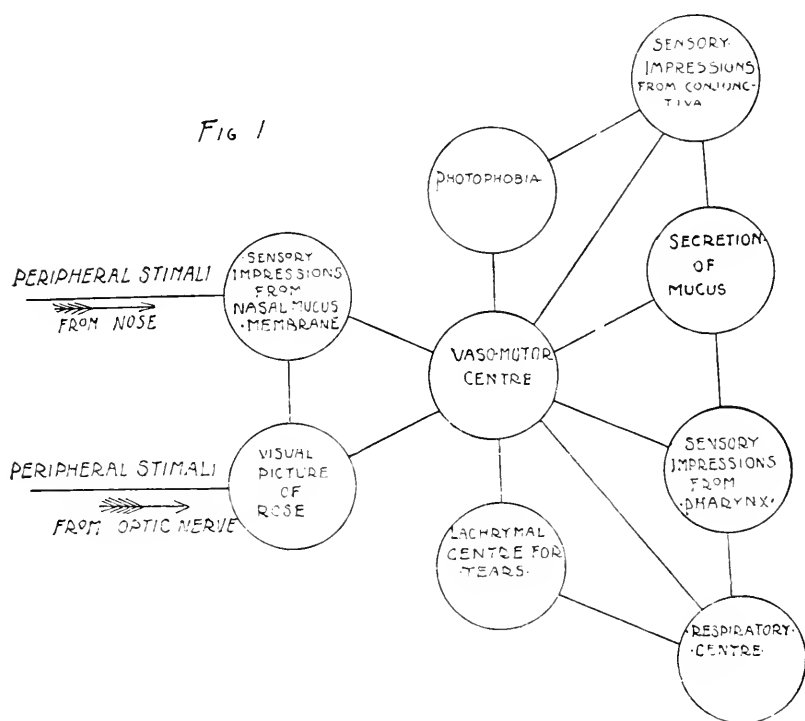 FIG 1
PERIPHERAL STIMALI
FROM NOSE
·SENSORY
IMPRESSIONS
FROM
NASAL MUCUS
·MEMBRANE
PERIPHERAL STIMALI
FROM OPTIC NERVE
VISUAL
PICTURE
OF
ROSE
PHOTOPHOBIA
VASO-MOTOR
CENTRE
LACHRYMAL
CENTRE FOR
·TEARS·
SENSORY·
IMPRESSIONS
FROM CONJUNC-
TIVA
SECRETION·
OF
MUCUS
SENSORY
IMPRESSIONS
FROM
·PHARYNX·
·RESPIRATORY·
·CENTRE·